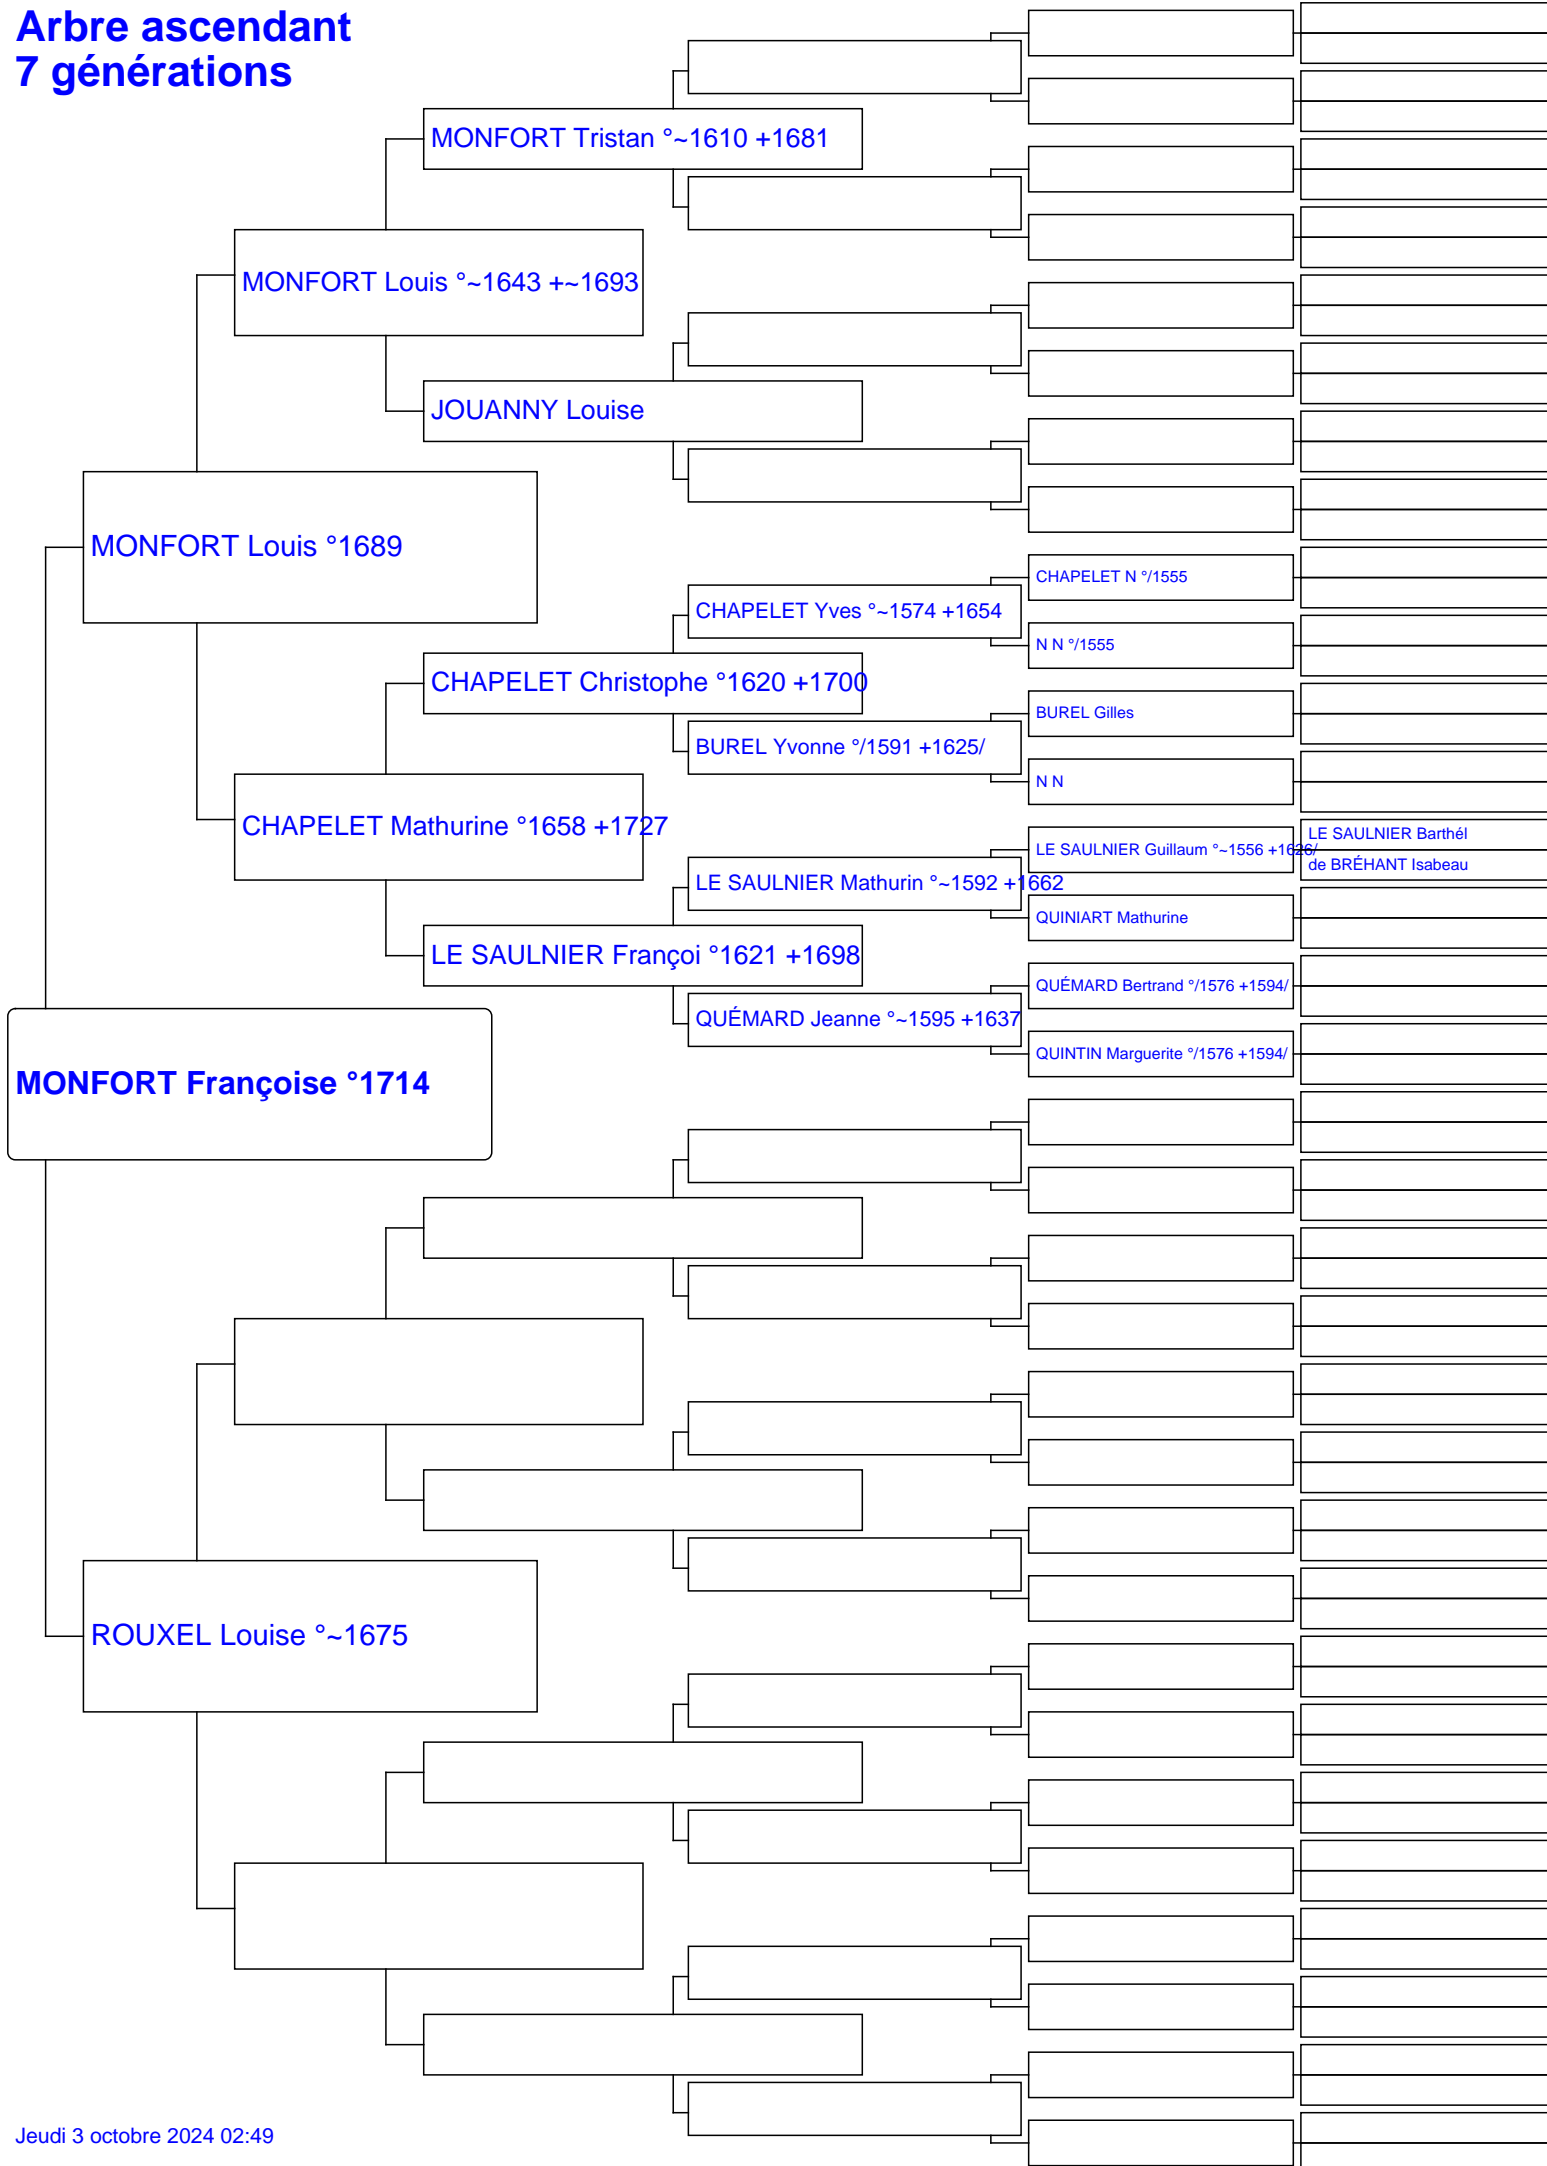 Arbre ascendant
7 générations
MONFORT Tristan °~1610 +1681
MONFORT Louis °~1643 +~1693
JOUANNY Louise
MONFORT Louis °1689
CHAPELET N °/1555
CHAPELET Yves °~1574 +1654
N N °/1555
CHAPELET Christophe °1620 +1700
BUREL Gilles
BUREL Yvonne °/1591 +1625/
N N
CHAPELET Mathurine °1658 +1727
LE SAULNIER Barthél
LE SAULNIER Guillaum °~1556 +1626/
de BRÉHANT Isabeau
LE SAULNIER Mathurin °~1592 +1662
QUINIART Mathurine
LE SAULNIER Françoi °1621 +1698
QUÉMARD Bertrand °/1576 +1594/
QUÉMARD Jeanne °~1595 +1637
QUINTIN Marguerite °/1576 +1594/
MONFORT Françoise °1714
ROUXEL Louise °~1675
Jeudi 3 octobre 2024 02:49